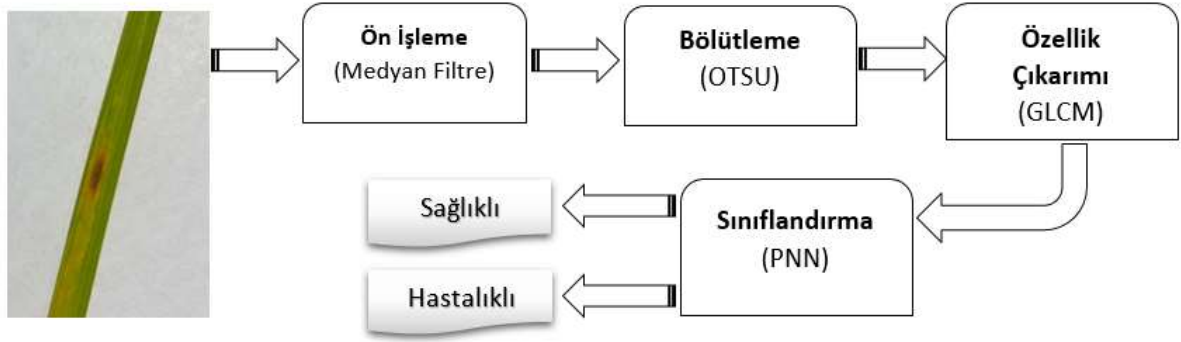 Ön İşleme
(Medyan Filtre)
Bölütleme
(OTSU)
Özellik
Çıkarımı
(GLCM)
Sınıflandırma
(PNN)
Sağlıklı
Hastalıklı